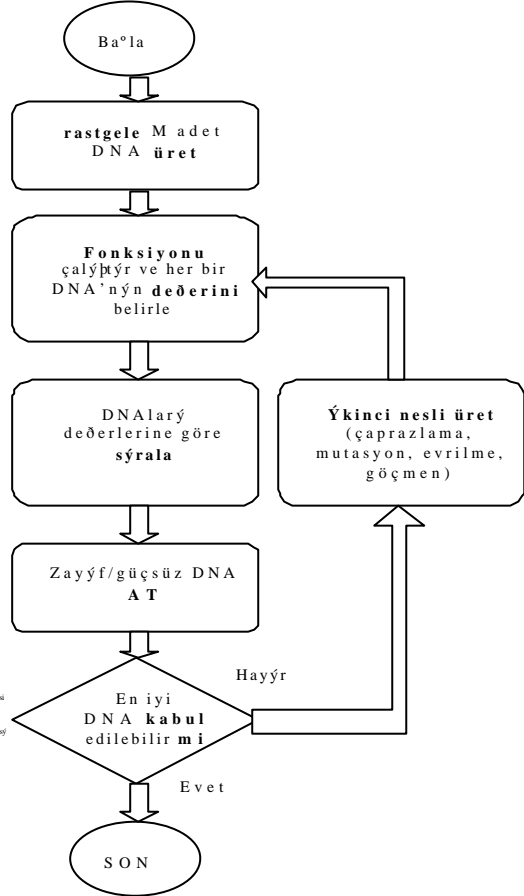 Baºla
rastgele M adet
DNA üret
Fonksiyonu
çalýþtýr ve her bir
DNA'nýn deðerini
belirle
DNAlarý
deðerlerine göre
sýrala
Ýkinci nesli üret
(çaprazlama,
mutasyon, evrilme,
göçmen)
Zayýf/güçsüz DNA
AT
Hayýr
En iyi
DNA kabul
edilebilir mi
Evet
SON